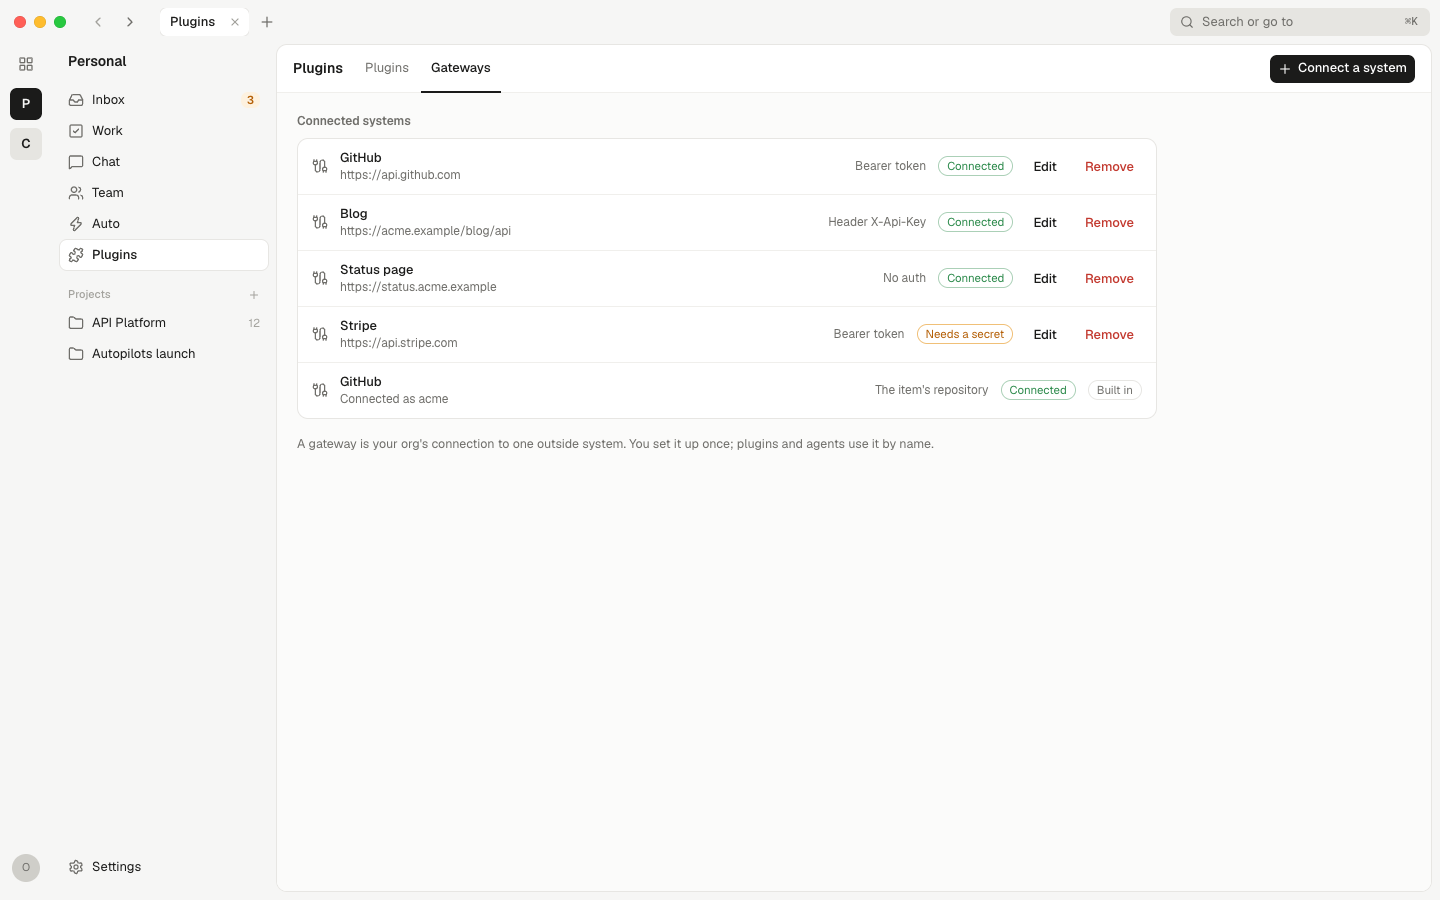 Plugins
Search or go to
⌘K
Personal
P
C
Inbox
3
Work
Chat
Team
Auto
Plugins
Projects
API Platform
12
Autopilots launch
O
Settings
Plugins
Plugins
Gateways
Connect a system
Connected systems
GitHub
https://api.github.com
Bearer token
Connected
Edit
Remove
Blog
https://acme.example/blog/api
Header X-Api-Key
Connected
Edit
Remove
Status page
https://status.acme.example
No auth
Connected
Edit
Remove
Stripe
https://api.stripe.com
Bearer token
Needs a secret
Edit
Remove
GitHub
Connected as acme
The item's repository
Connected
Built in
A gateway is your org's connection to one outside system. You set it up once; plugins and agents use it by name.